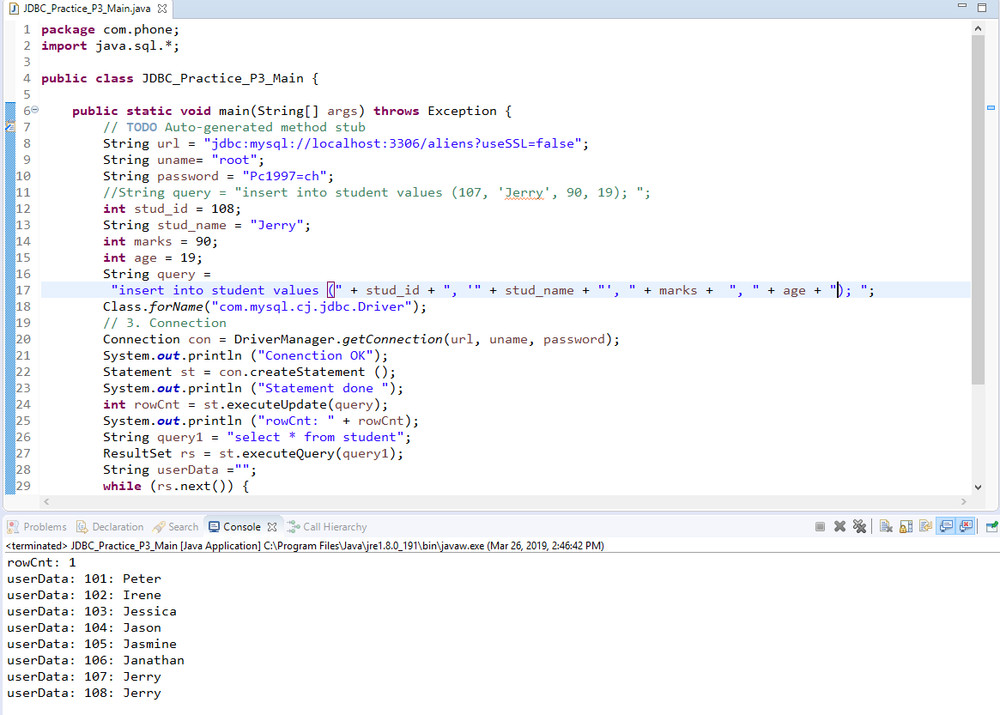 JDBC_Practice_P3_Main.java
1 package com.phone;
2 import java.sql.*;
3
4 public class JDBC_Practice_P3_Main {
5
6 public static void main(String[] args) throws Exception {
7 // TODO Auto-generated method stub
8 String url = "jdbc:mysql://localhost:3306/aliens?useSSL=false";
9 String uname= "root";
10 String password = "Pc1997=ch";
11 //String query = "insert into student values (107, 'Jerry', 90, 19); ";
12 int stud_id = 108;
13 String stud_name = "Jerry";
14 int marks = 90;
15 int age = 19;
16 String query =
17 "insert into student values (" + stud_id + ", '" + stud_name + "', " + marks + ", " + age + "); ";
18 Class.forName("com.mysql.cj.jdbc.Driver");
19 // 3. Connection
20 Connection con = DriverManager.getConnection(url, uname, password);
21 System.out.println ("Conenction OK");
22 Statement st = con.createStatement ();
23 System.out.println ("Statement done ");
24 int rowCnt = st.executeUpdate(query);
25 System.out.println ("rowCnt: " + rowCnt);
26 String query1 = "select * from student";
27 ResultSet rs = st.executeQuery(query1);
28 String userData ="";
29 while (rs.next()) {
Problems Declaration Search Console Call Hierarchy
<terminated> JDBC_Practice_P3_Main [Java Application] C:\Program Files\Java\jre1.8.0_191\bin\javaw.exe (Mar 26, 2019, 2:46:42 PM)
rowCnt: 1
userData: 101: Peter
userData: 102: Irene
userData: 103: Jessica
userData: 104: Jason
userData: 105: Jasmine
userData: 106: Janathan
userData: 107: Jerry
userData: 108: Jerry